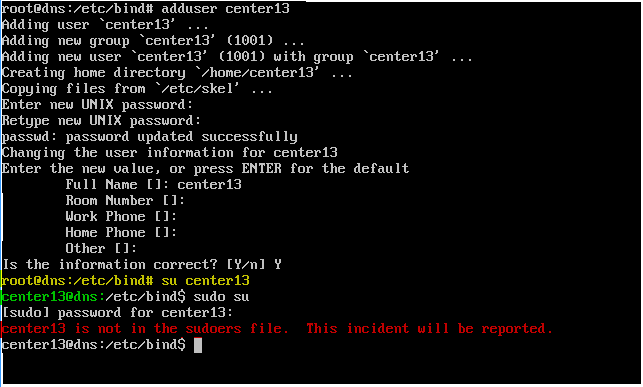 root@dns:/etc/bind# adduser center13
Adding user `center13' ...
Adding new group `center13' (1001) ...
Adding new user `center13' (1001) with group `center13' ...
Creating home directory `/home/center13' ...
Copying files from `/etc/skel' ...
Enter new UNIX password:
Retype new UNIX password:
passwd: password updated successfully
Changing the user information for center13
Enter the new value, or press ENTER for the default
Full Name []: center13
Room Number []:
Work Phone []:
Home Phone []:
Other []:
Is the information correct? [Y/n] Y
root@dns:/etc/bind# su center13
center13@dns:/etc/bind$ sudo su
[sudo] password for center13:
center13 is not in the sudoers file.  This incident will be reported.
center13@dns:/etc/bind$